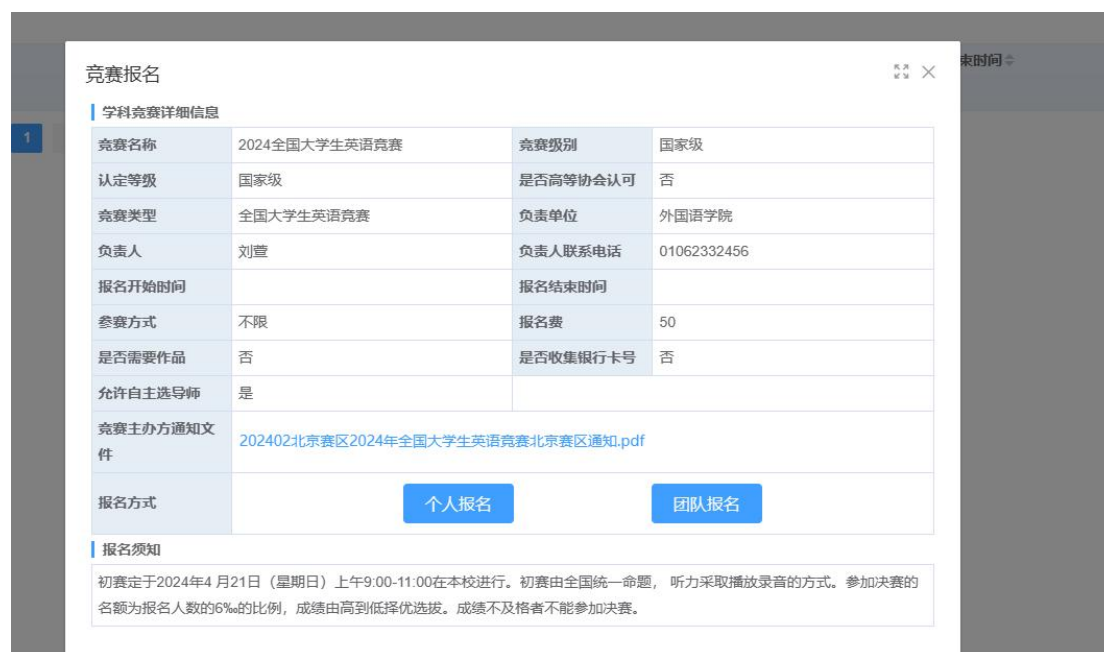 束时间
竞赛报名
学科竞赛详细信息
1
竞赛名称 2024全国大学生英语竞赛 竞赛级别 国家级
认定等级 国家级 是否高等协会认可 否
竞赛类型 全国大学生英语竞赛 负责单位 外国语学院
负责人 刘萱 负责人联系电话 01062332456
报名开始时间 报名结束时间
参赛方式 不限 报名费 50
是否需要作品 否 是否收集银行卡号 否
允许自主选导师 是
竞赛主办方通知文
件
202402北京赛区2024年全国大学生英语竞赛北京赛区通知.pdf
报名方式 个人报名 团队报名
报名须知
初赛定于2024年4 月21日（星期日）上午9:00-11:00在本校进行。初赛由全国统一命题， 听力采取播放录音的方式。参加决赛的
名额为报名人数的6‰的比例，成绩由高到低择优选拔。成绩不及格者不能参加决赛。